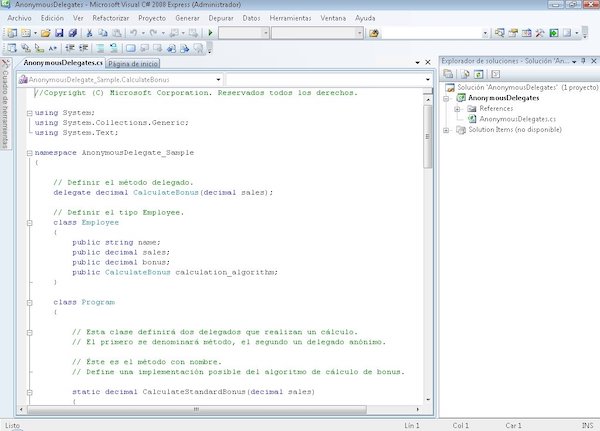 AnonymousDelegates - Microsoft Visual C# 2008 Express (Administrador)
Archivo Edición Ver Refactorizar Proyecto Generar Depurar Datos Herramientas Ventana Ayuda
Cuadro de herramientas
AnonymousDelegates.cs Página de inicio
AnonymousDelegate_Sample.CalculateBonus
//Copyright (C) Microsoft Corporation. Reservados todos los derechos.
using System;
using System.Collections.Generic;
using System.Text;
namespace AnonymousDelegate_Sample
{
// Definir el método delegado.
delegate decimal CalculateBonus(decimal sales);
// Definir el tipo Employee.
class Employee
{
public string name;
public decimal sales;
public decimal bonus;
public CalculateBonus calculation_algorithm;
}
class Program
{
// Esta clase definirá dos delegados que realizan un cálculo.
// El primero se denominará método, el segundo un delegado anónimo.
// Éste es el método con nombre.
// Define una implementación posible del algoritmo de cálculo de bonus.
static decimal CalculateStandardBonus(decimal sales)
{
Explorador de soluciones - Solución 'An...
Solución 'AnonymousDelegates' (1 proyecto)
AnonymousDelegates
References
AnonymousDelegates.cs
Solution Items (no disponible)
Listo Lín 1 Col 1 Car 1 INS